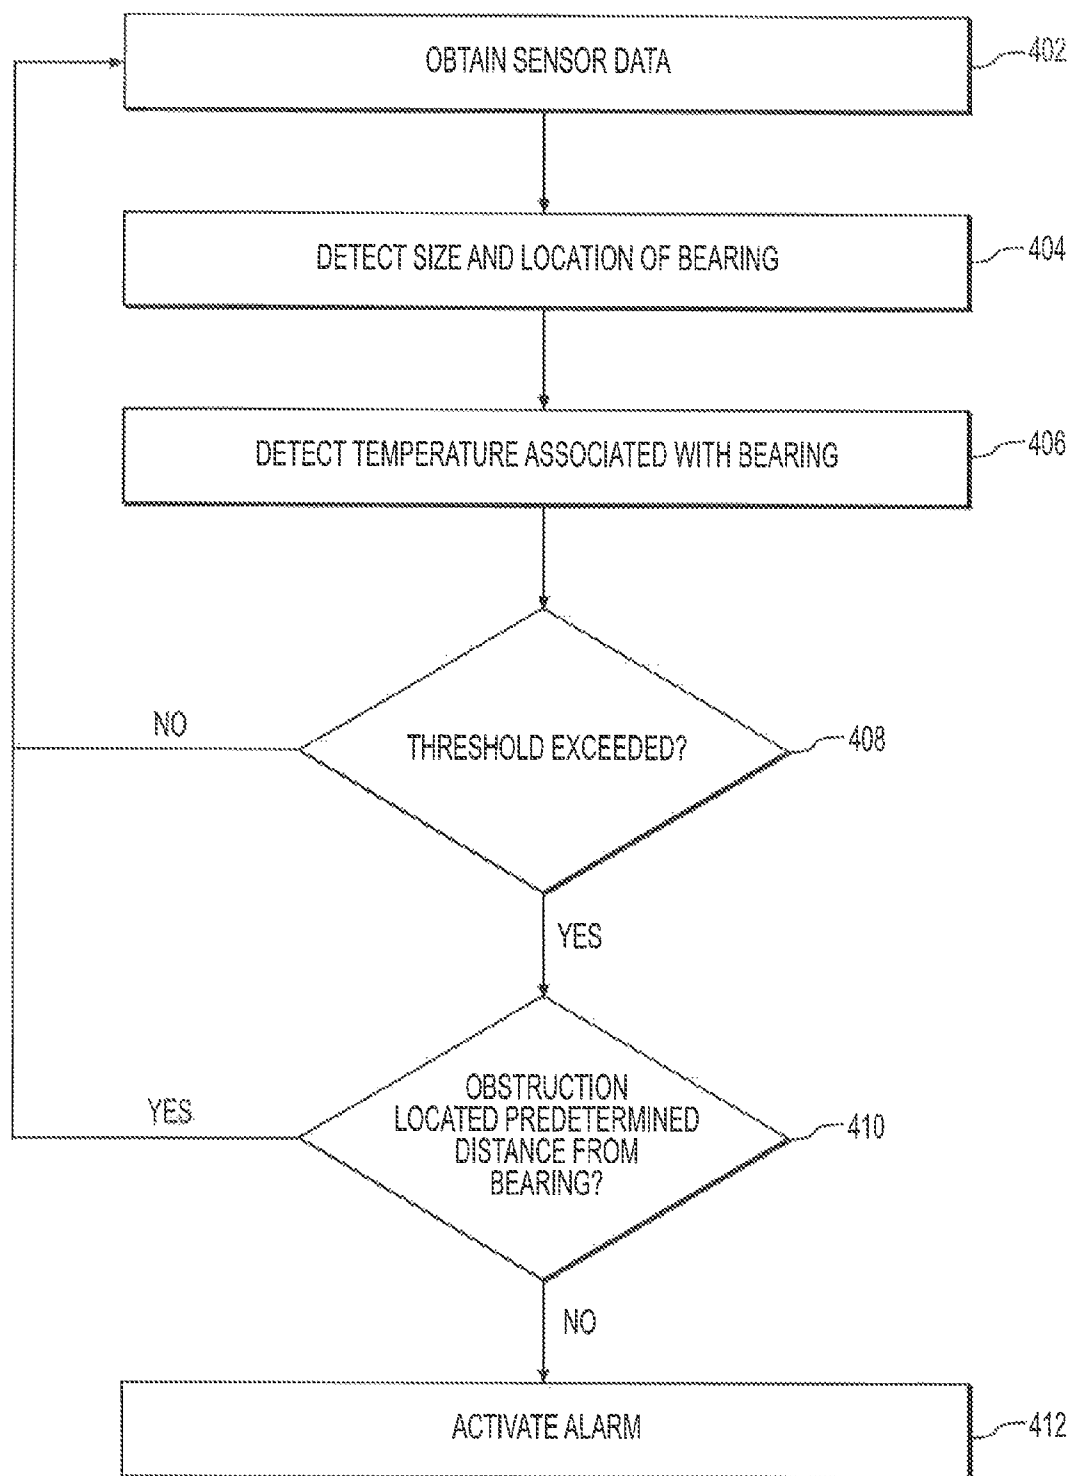 OBTAIN SENSOR DATA
402
DETECT SIZE AND LOCATION OF BEARING
404
DETECT TEMPERATURE ASSOCIATED WITH BEARING
406
NO
THRESHOLD EXCEEDED?
408
YES
OBSTRUCTION
LOCATED PREDETERMINED
DISTANCE FROM
BEARING?
YES
410
NO
ACTIVATE ALARM
412